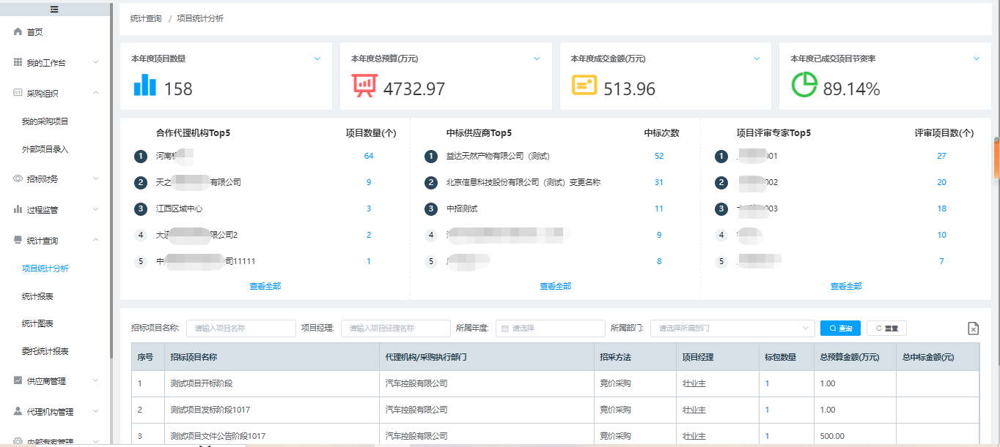 首页
我的工作台
采购组织
我的采购项目
外部项目录入
招标财务
过程监管
统计查询
项目统计分析
统计报表
统计图表
委托统计报表
供应商管理
代理机构管理
内部专家管理
统计查询 / 项目统计分析
本年度项目数量
158
本年度总预算(万元)
4732.97
本年度成交金额(万元)
513.96
本年度已成交项目节资率
89.14%
合作代理机构Top5 项目数量(个)
1 河南 64
2 天之 有限公司 9
3 江西区域中心 3
4 大连 限公司2 2
5 中 司11111 1
查看全部
中标供应商Top5 中标次数
1 益达天然产物有限公司（测试） 52
2 北京信息科技股份有限公司（测试）变更名称 31
3 中招测试 11
4 9
5 8
查看全部
项目评审专家Top5 评审项目数(个)
1 001 27
2 002 20
3 003 18
4 10
5 7
查看全部
招标项目名称: 请输入项目名称 项目经理: 请输入项目经理名称 所属年度: 请选择 所属部门: 请选择所属部门 查询 重置
序号 招标项目名称 代理机构/采购执行部门 招采方法 项目经理 标包数量 总预算金额(万元) 总中标金额(元)
1 测试项目开标阶段 汽车控股有限公司 竞价采购 壮业主 1 1.00
2 测试项目发标阶段1017 汽车控股有限公司 竞价采购 壮业主 1 1.00
3 测试项目文件公告阶段1017 汽车控股有限公司 竞价采购 壮业主 1 500.00